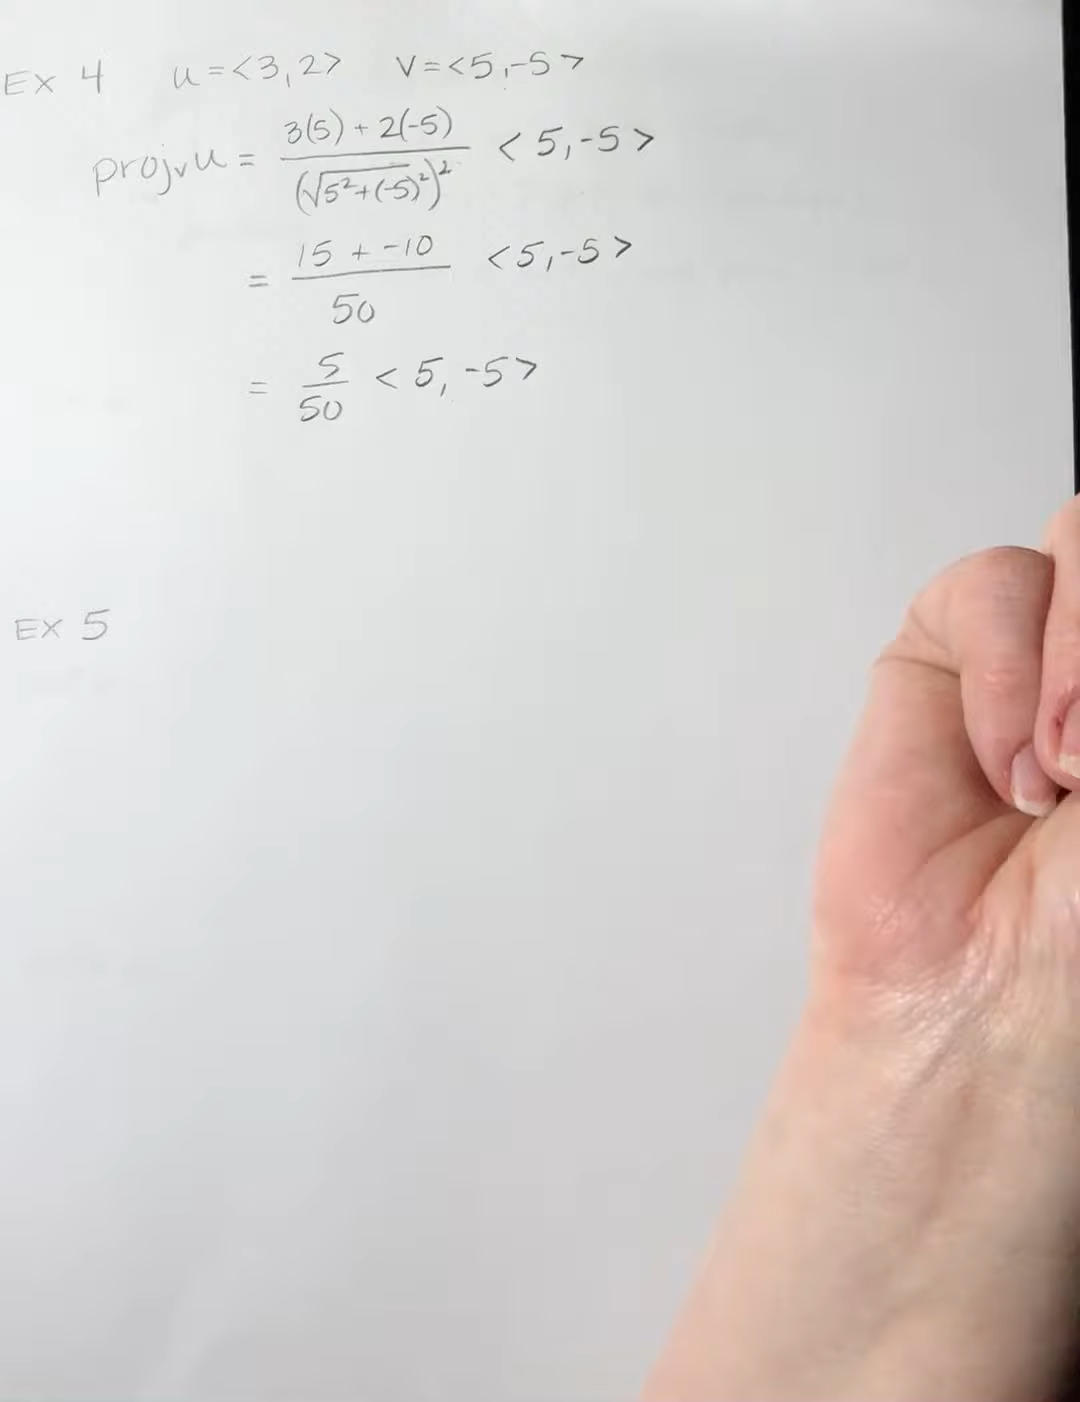 Ex 4 u=<3,2> v=<5,-5>
projᵥu = (3(5) + 2(-5))/(√5²+(-5)²)² <5,-5>
= (15 + -10)/50 <5,-5>
= 5/50 <5,-5>
Ex 5